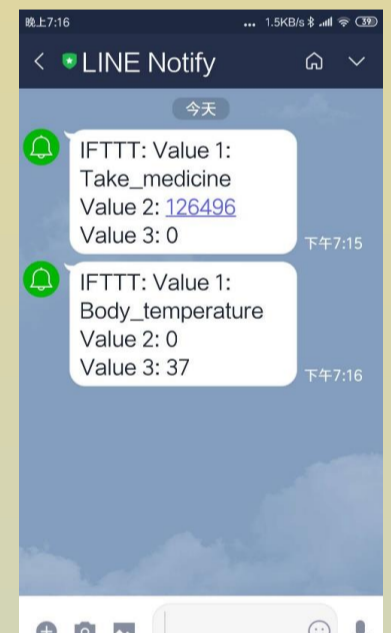 晚上7:16 ... 1.5KB/s 39
LINE Notify
今天
IFTTT: Value 1:
Take_medicine
Value 2: 126496
Value 3: 0
下午7:15
IFTTT: Value 1:
Body_temperature
Value 2: 0
Value 3: 37
下午7:16